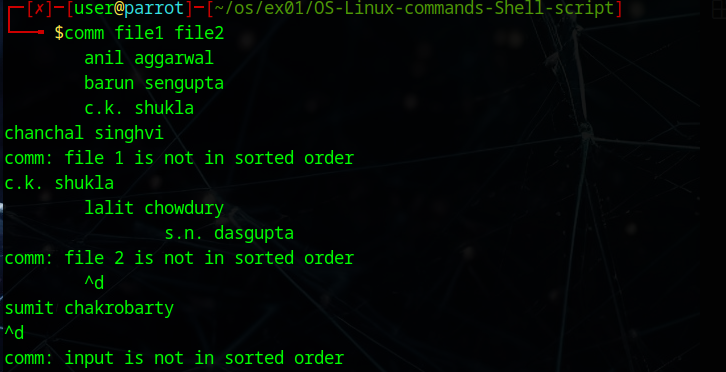 ┌─[✗]─[user@parrot]─[~/os/ex01/OS-Linux-commands-Shell-script]
└──╼ $comm file1 file2
	anil aggarwal
	barun sengupta
	c.k. shukla
chanchal singhvi
comm: file 1 is not in sorted order
c.k. shukla
	lalit chowdury
		s.n. dasgupta
comm: file 2 is not in sorted order
	^d
sumit chakrobarty
^d
comm: input is not in sorted order